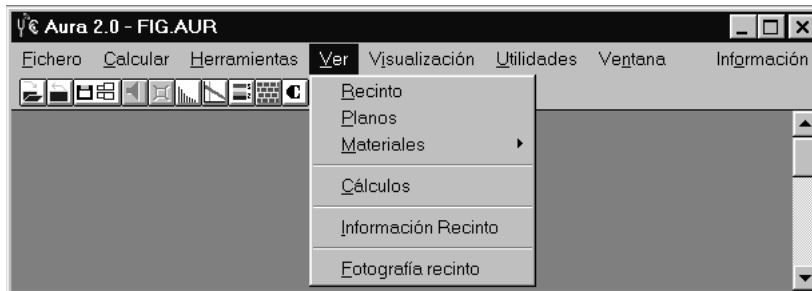 Aura 2.0 - FIG.AUR
Fichero Calcular Herramientas Ver Visualización Utilidades Ventana Información
Recinto
Planos
Materiales
Cálculos
Información Recinto
Fotografía recinto